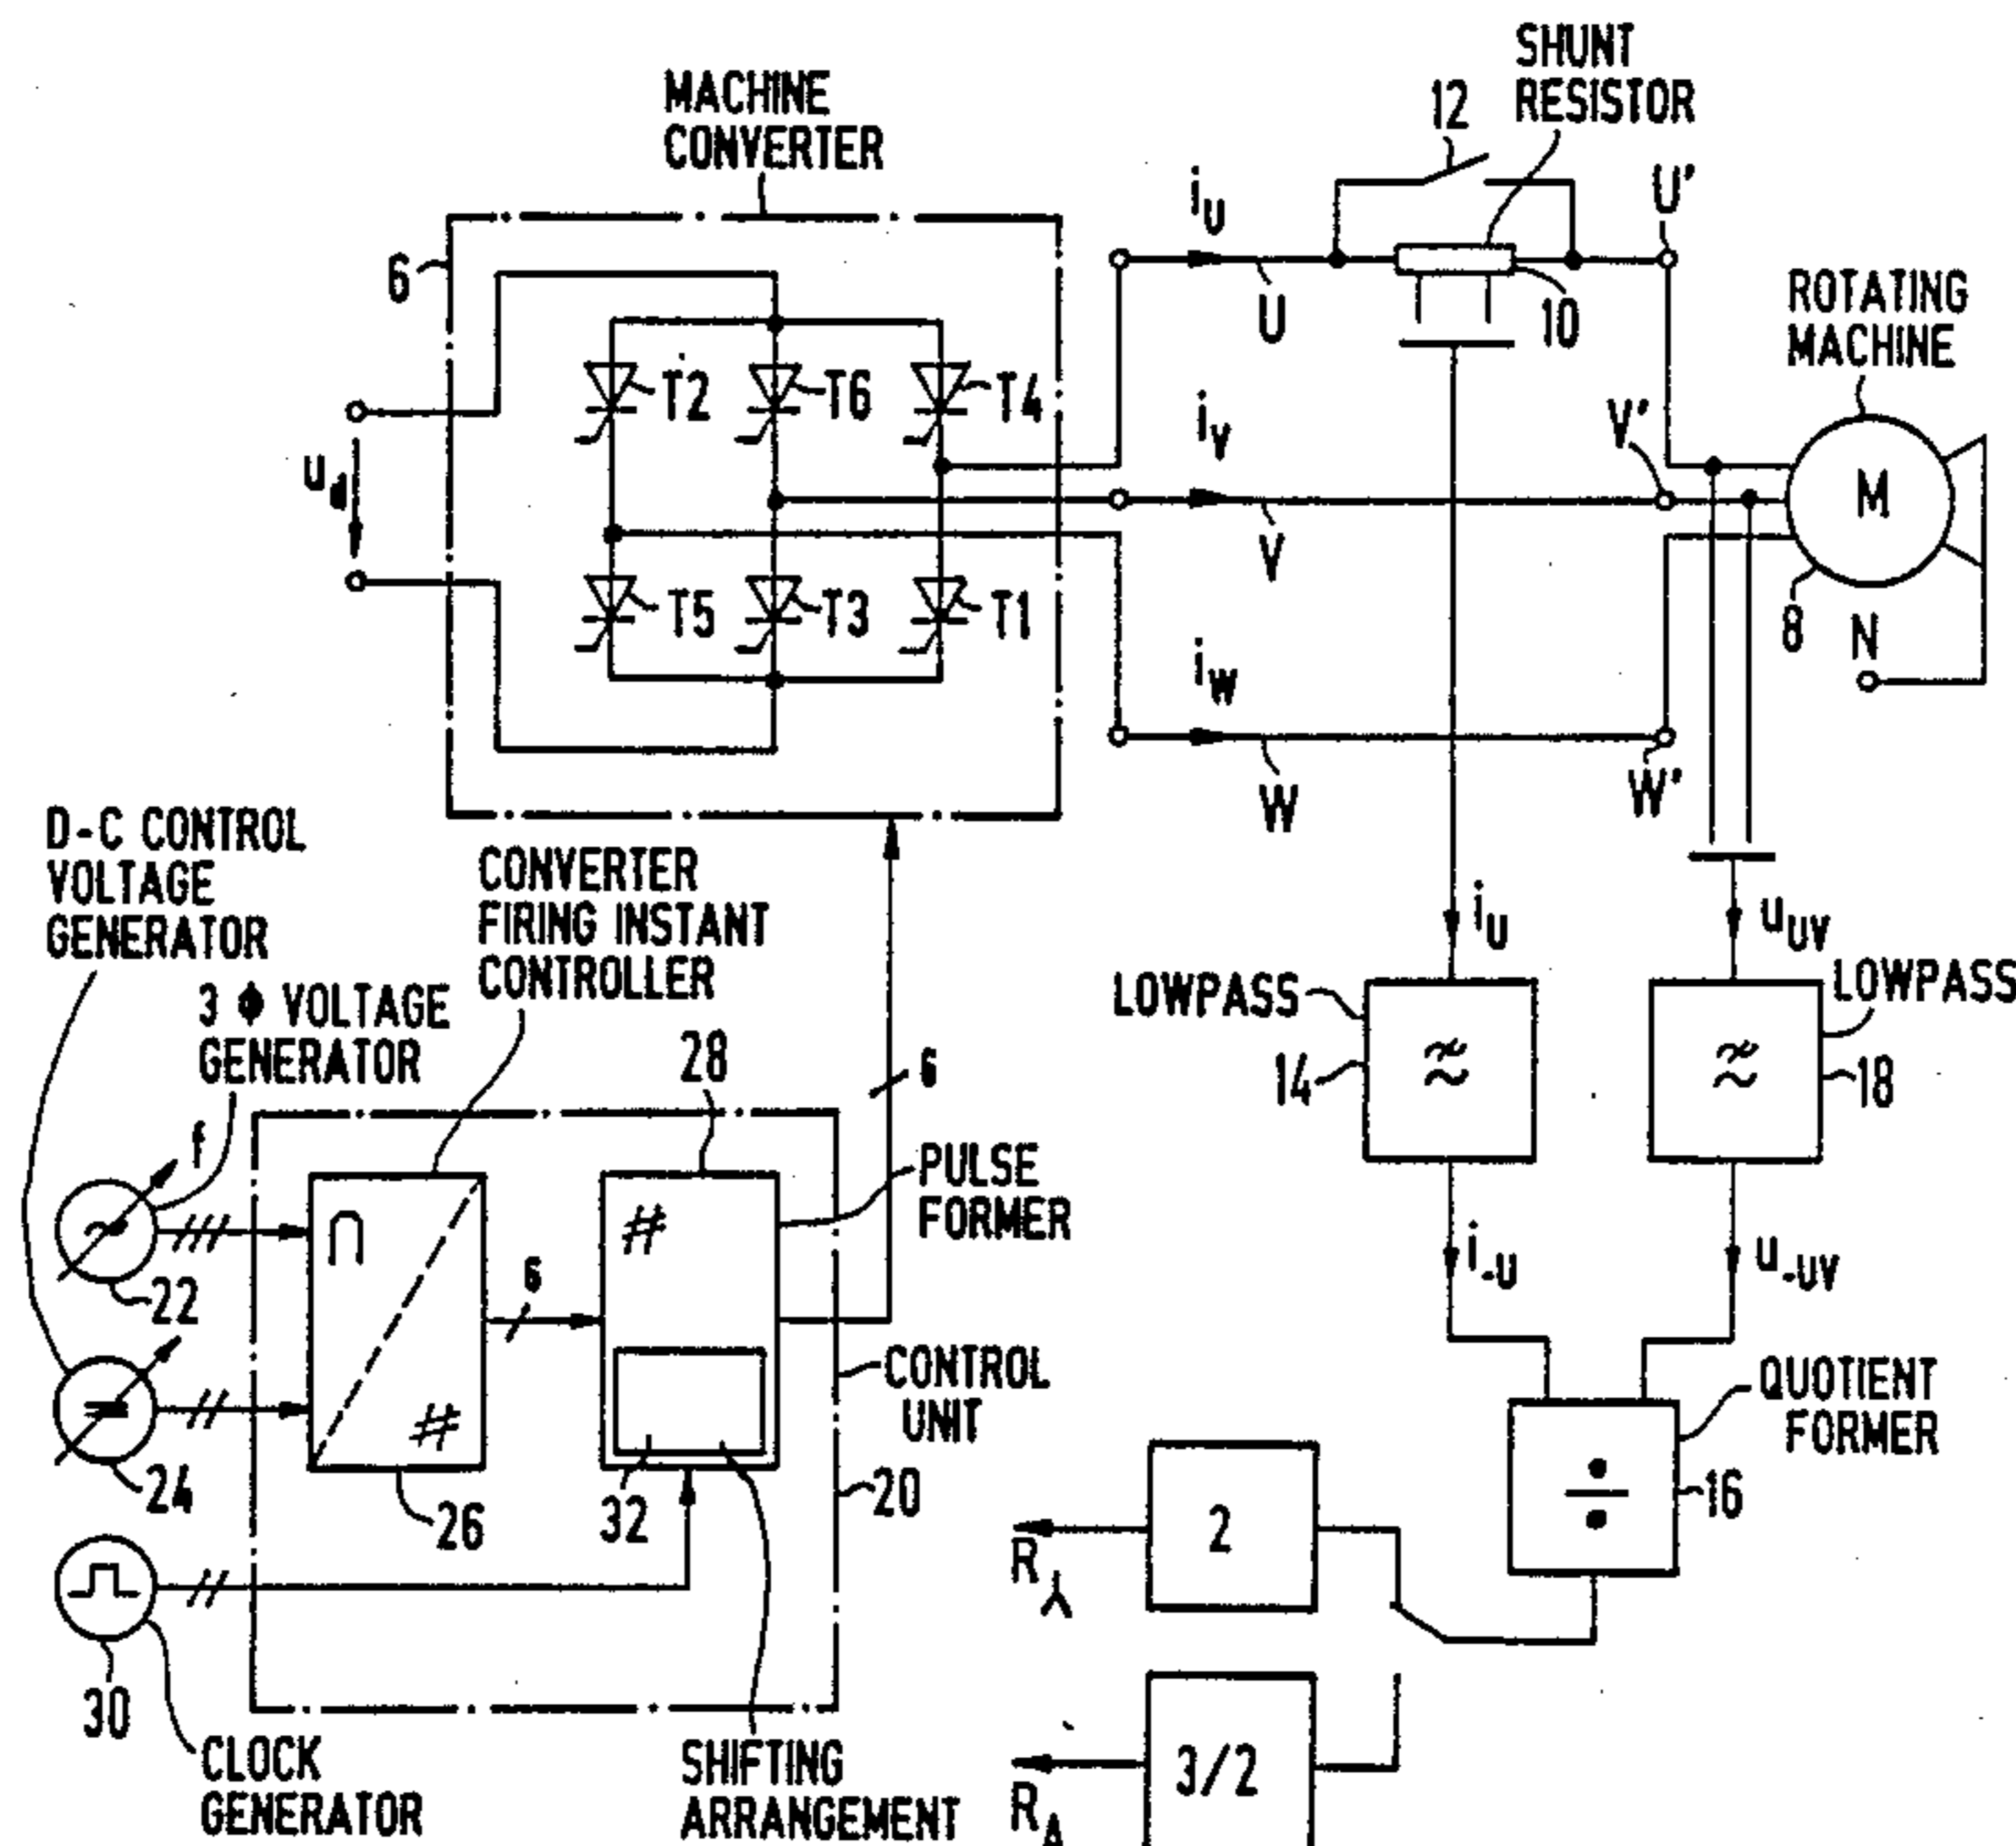 SHUNT
RESISTOR
MACHINE
CONVERTER
12
i_U
U'
6
U
10
ROTATING
MACHINE
T2
T6
T4
i_V
V'
u_d
M
V
T5
T3
T1
8
N
i_W
W
W'
D-C CONTROL
VOLTAGE
GENERATOR
CONVERTER
FIRING INSTANT
CONTROLLER
i_U
u_UV
3 Φ VOLTAGE
GENERATOR
LOWPASS
LOWPASS
28
6
14
18
f
PULSE
FORMER
#
22
6
i_-U
u_-UV
CONTROL
UNIT
QUOTIENT
FORMER
#
24
26
32
20
2
÷
16
R
30
CLOCK
GENERATOR
SHIFTING
ARRANGEMENT
3/2
R